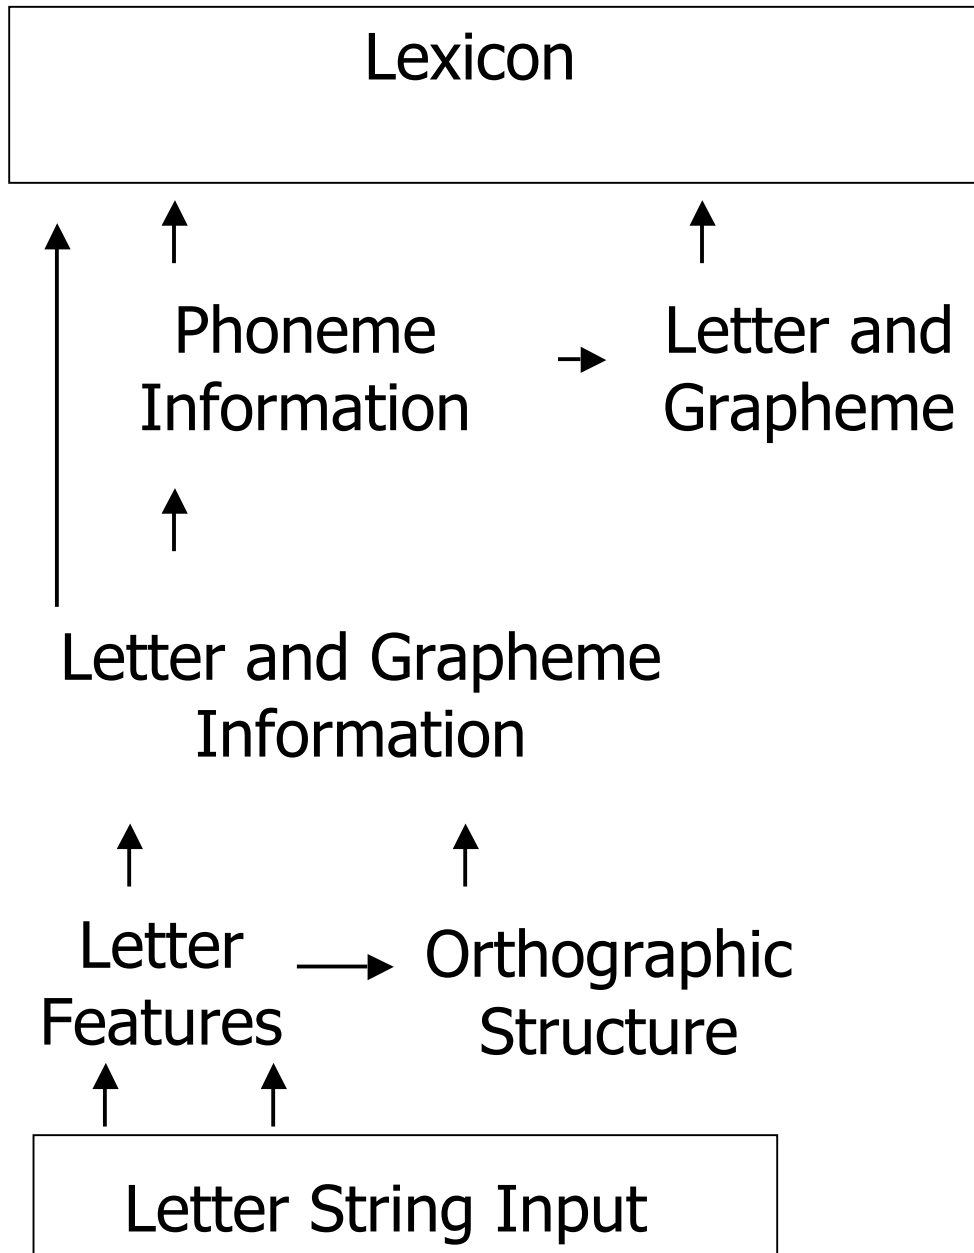 Lexicon
Phoneme
Information
Letter and
Grapheme
Letter and Grapheme
Information
Letter
Features
Orthographic
Structure
Letter String Input